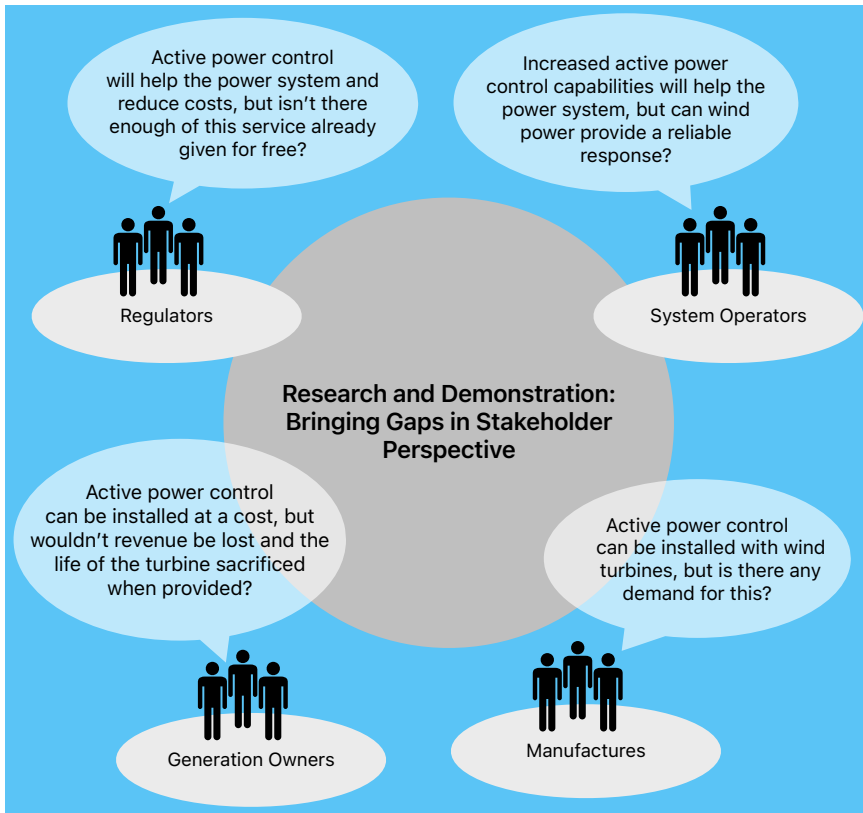 Active power control
will help the power system and
reduce costs, but isn't there
enough of this service already
given for free?
Increased active power
control capabilities will help the
power system, but can wind
power provide a reliable
response?
Regulators
System Operators
Research and Demonstration:
Bringing Gaps in Stakeholder
Perspective
Active power control
can be installed at a cost, but
wouldn't revenue be lost and the
life of the turbine sacrificed
when provided?
Active power control
can be installed with wind
turbines, but is there any
demand for this?
Generation Owners
Manufactures